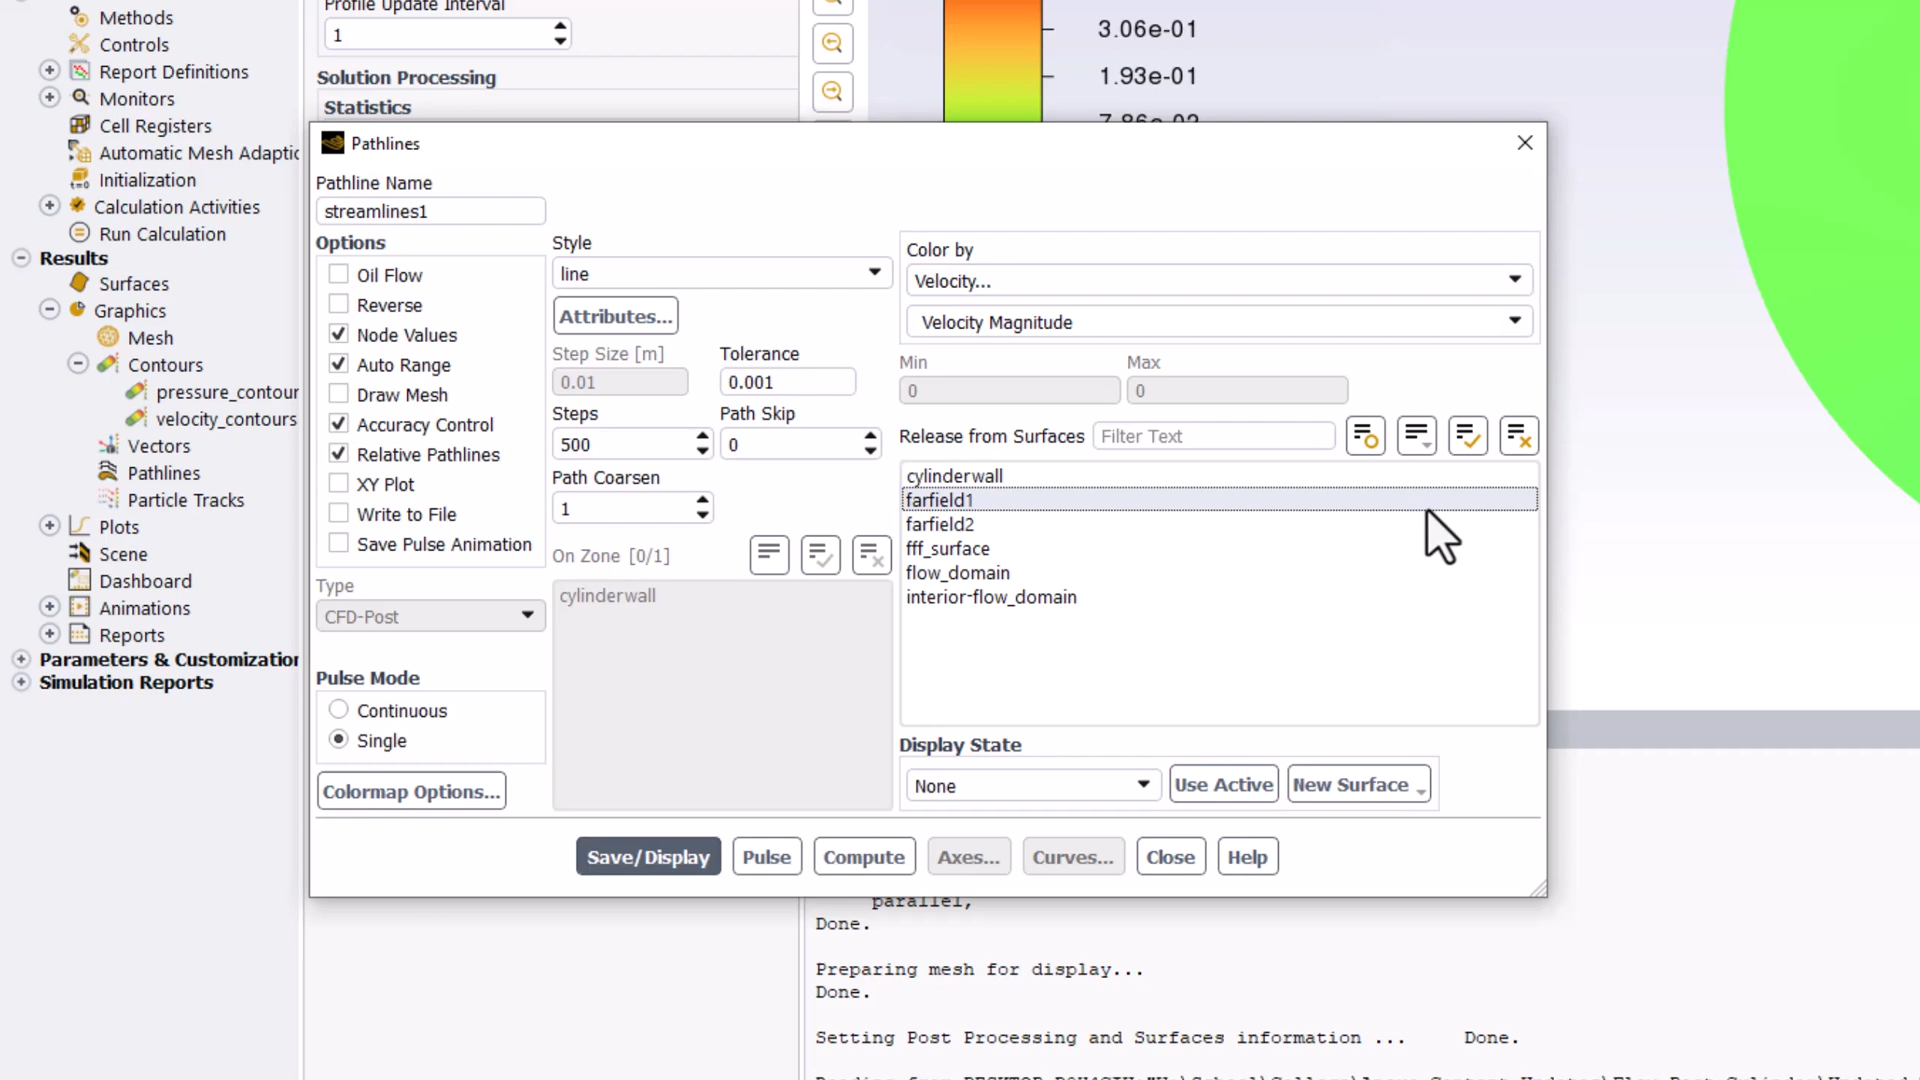 Methods
Controls
Report Definitions
Monitors
Cell Registers
Automatic Mesh Adaptic
Initialization
Calculation Activities
Run Calculation
Results
Surfaces
Graphics
Mesh
Contours
pressure_contour
velocity_contours
Vectors
Pathlines
Particle Tracks
Plots
Scene
Dashboard
Animations
Reports
Parameters & Customization
Simulation Reports
Profile Update Interval
1
Solution Processing
Statistics
3.06e-01
1.93e-01
7.86e-02
Pathlines
Pathline Name
streamlines1
Options
Oil Flow
Reverse
Node Values
Auto Range
Draw Mesh
Accuracy Control
Relative Pathlines
XY Plot
Write to File
Save Pulse Animation
Type
CFD-Post
Pulse Mode
Continuous
Single
Colormap Options...
Style
line
Attributes...
Step Size [m] Tolerance
0.01 0.001
Steps Path Skip
500 0
Path Coarsen
1
On Zone [0/1]
cylinderwall
Color by
Velocity...
Velocity Magnitude
Min Max
0 0
Release from Surfaces Filter Text
cylinderwall
farfield1
farfield2
fff_surface
flow_domain
interior-flow_domain
Display State
None Use Active New Surface
Save/Display Pulse Compute Axes... Curves... Close Help
parallel,
Done.
Preparing mesh for display...
Done.
Setting Post Processing and Surfaces information ... Done.